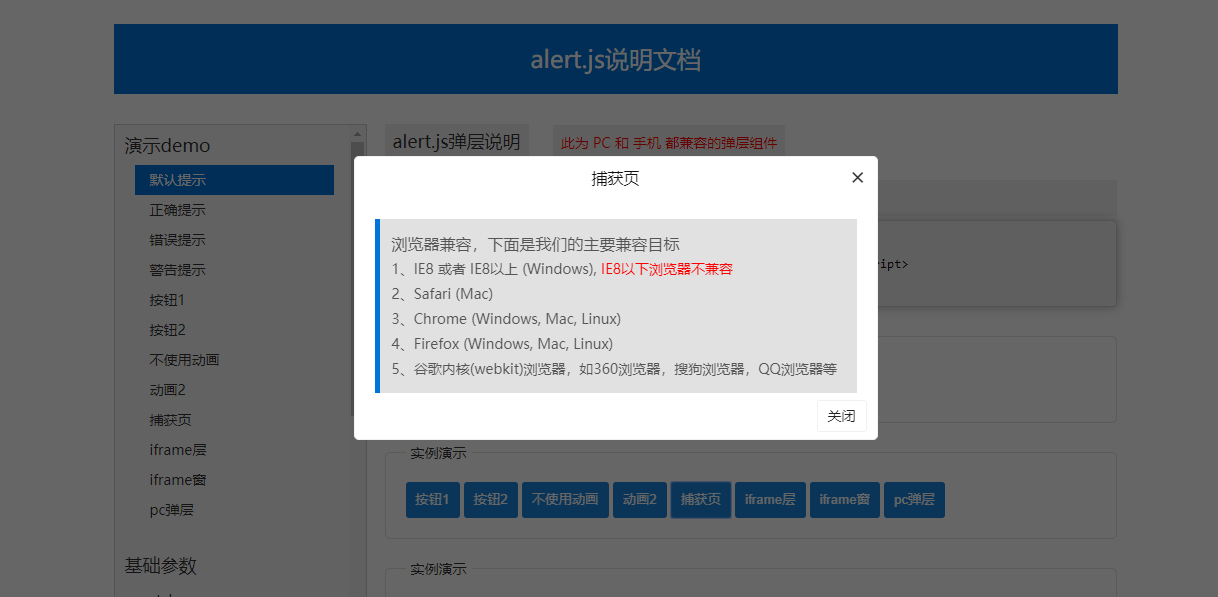 alert.js说明文档
演示demo
默认提示
正确提示
错误提示
警告提示
按钮1
按钮2
不使用动画
动画2
捕获页
iframe层
iframe窗
pc弹层
基础参数
alert.js弹层说明
此为 PC 和 手机 都兼容的弹层组件
捕获页
浏览器兼容，下面是我们的主要兼容目标
1、IE8 或者 IE8以上 (Windows), IE8以下浏览器不兼容
2、Safari (Mac)
3、Chrome (Windows, Mac, Linux)
4、Firefox (Windows, Mac, Linux)
5、谷歌内核(webkit)浏览器，如360浏览器，搜狗浏览器，QQ浏览器等
关闭
ript>
实例演示
按钮1 按钮2 不使用动画 动画2 捕获页 iframe层 iframe窗 pc弹层
实例演示